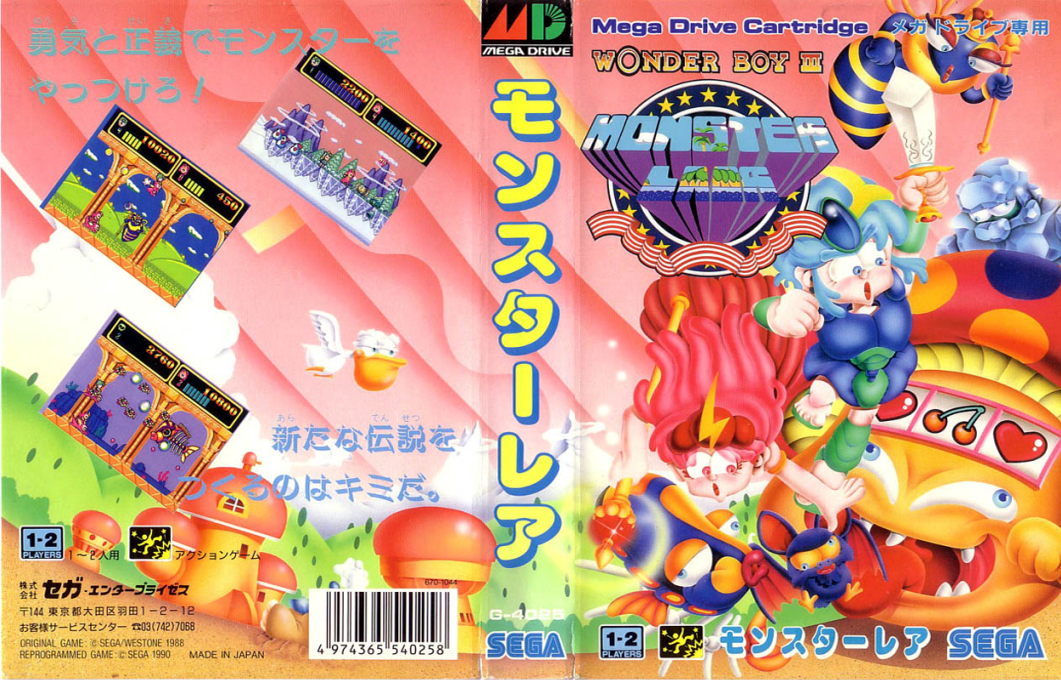 勇気と正義でモンスターを
やっつけろ!
10020
450
2200
1400
3760
10800
新たな伝説を
つくるのはキミだ。
1-2
PLAYERS
1~2人用
アクションゲーム
株式会社 セガ・エンタープライゼス
〒144 東京都大田区羽田1-2-12
お客様サービスセンター ☎03(742)7068
ORIGINAL GAME: © SEGA/WESTONE 1988
REPROGRAMMED GAME: © SEGA 1990 MADE IN JAPAN
670-1044
4 974365 540258
MD
MEGA DRIVE
モンスターレア
G-4025
SEGA
Mega Drive Cartridge メガドライブ専用
WONDER BOY III
MONSTER
LAIR
1-2
PLAYERS
モンスターレア
SEGA